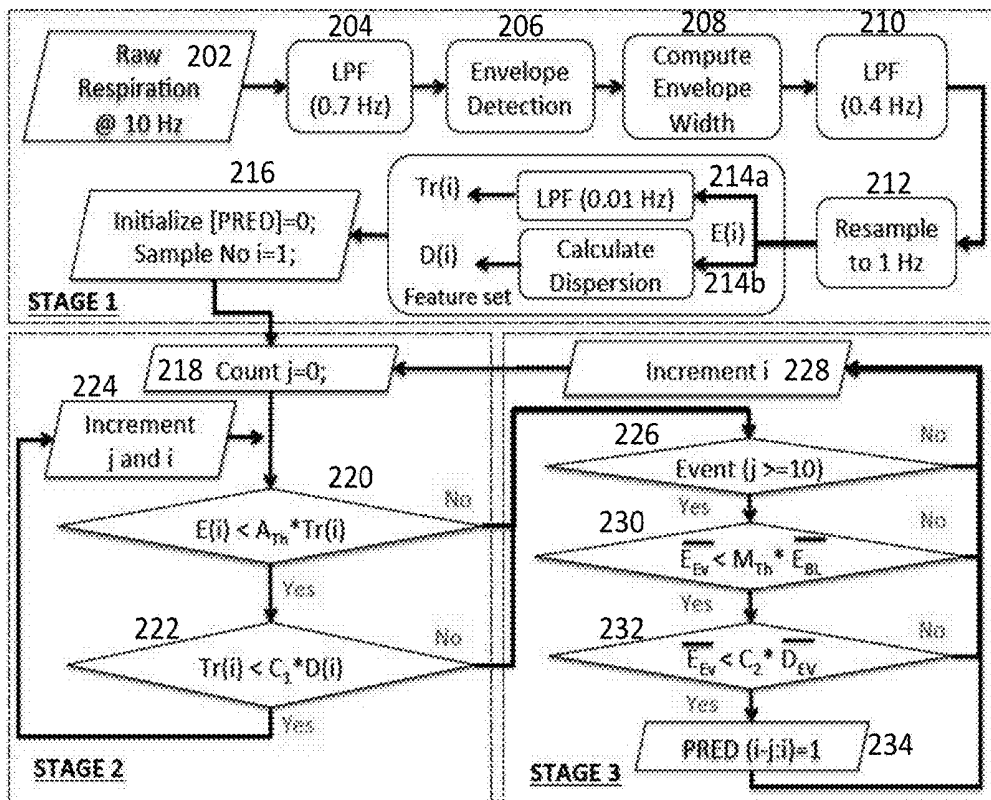 204
206
208
210
Raw 202
Respiration
@ 10 Hz
LPF
(0.7 Hz)
Envelope
Detection
Compute
Envelope
Width
LPF
(0.4 Hz)
216
Initialize [PRED]=0;
Sample No i=1;
Tr(i)
LPF (0.01 Hz)
214a
D(i)
Calculate
Dispersion
214b
E(i)
Feature set
212
Resample
to 1 Hz
STAGE 1
218 Count j=0;
224
Increment
j and i
220
E(i) < A_Th*Tr(i)
No
Yes
222
Tr(i) < C_1*D(i)
No
Yes
STAGE 2
Increment i 228
226
Event (j >=10)
No
Yes
230
E̅_Ev < M_Th* E̅_BL
No
Yes
232
E̅_Ev < C_2* D̅_EV
No
Yes
PRED (i-j:i)=1
234
STAGE 3